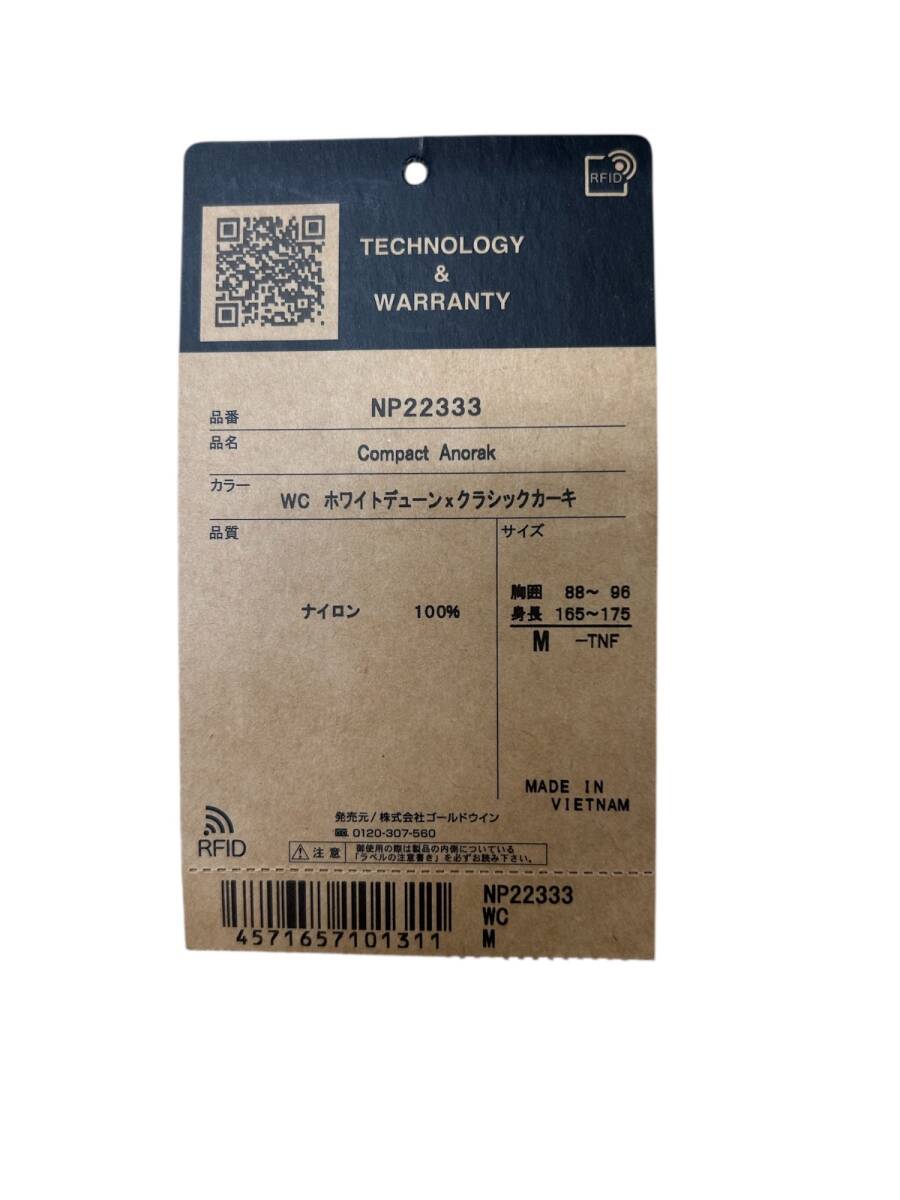 RFID
TECHNOLOGY
&
WARRANTY
品番 NP22333
品名 Compact Anorak
カラー WC ホワイトデューンxクラシックカーキ
品質
ナイロン 100%
サイズ
胸囲 88～ 96
身長 165～175
M -TNF
MADE IN
VIETNAM
RFID
発売元/株式会社ゴールドウイン
0120-307-560
注意
御使用の際は製品の内側についている
「ラベルの注意書き」を必ずお読み下さい。
4571657101311
NP22333
WC
M